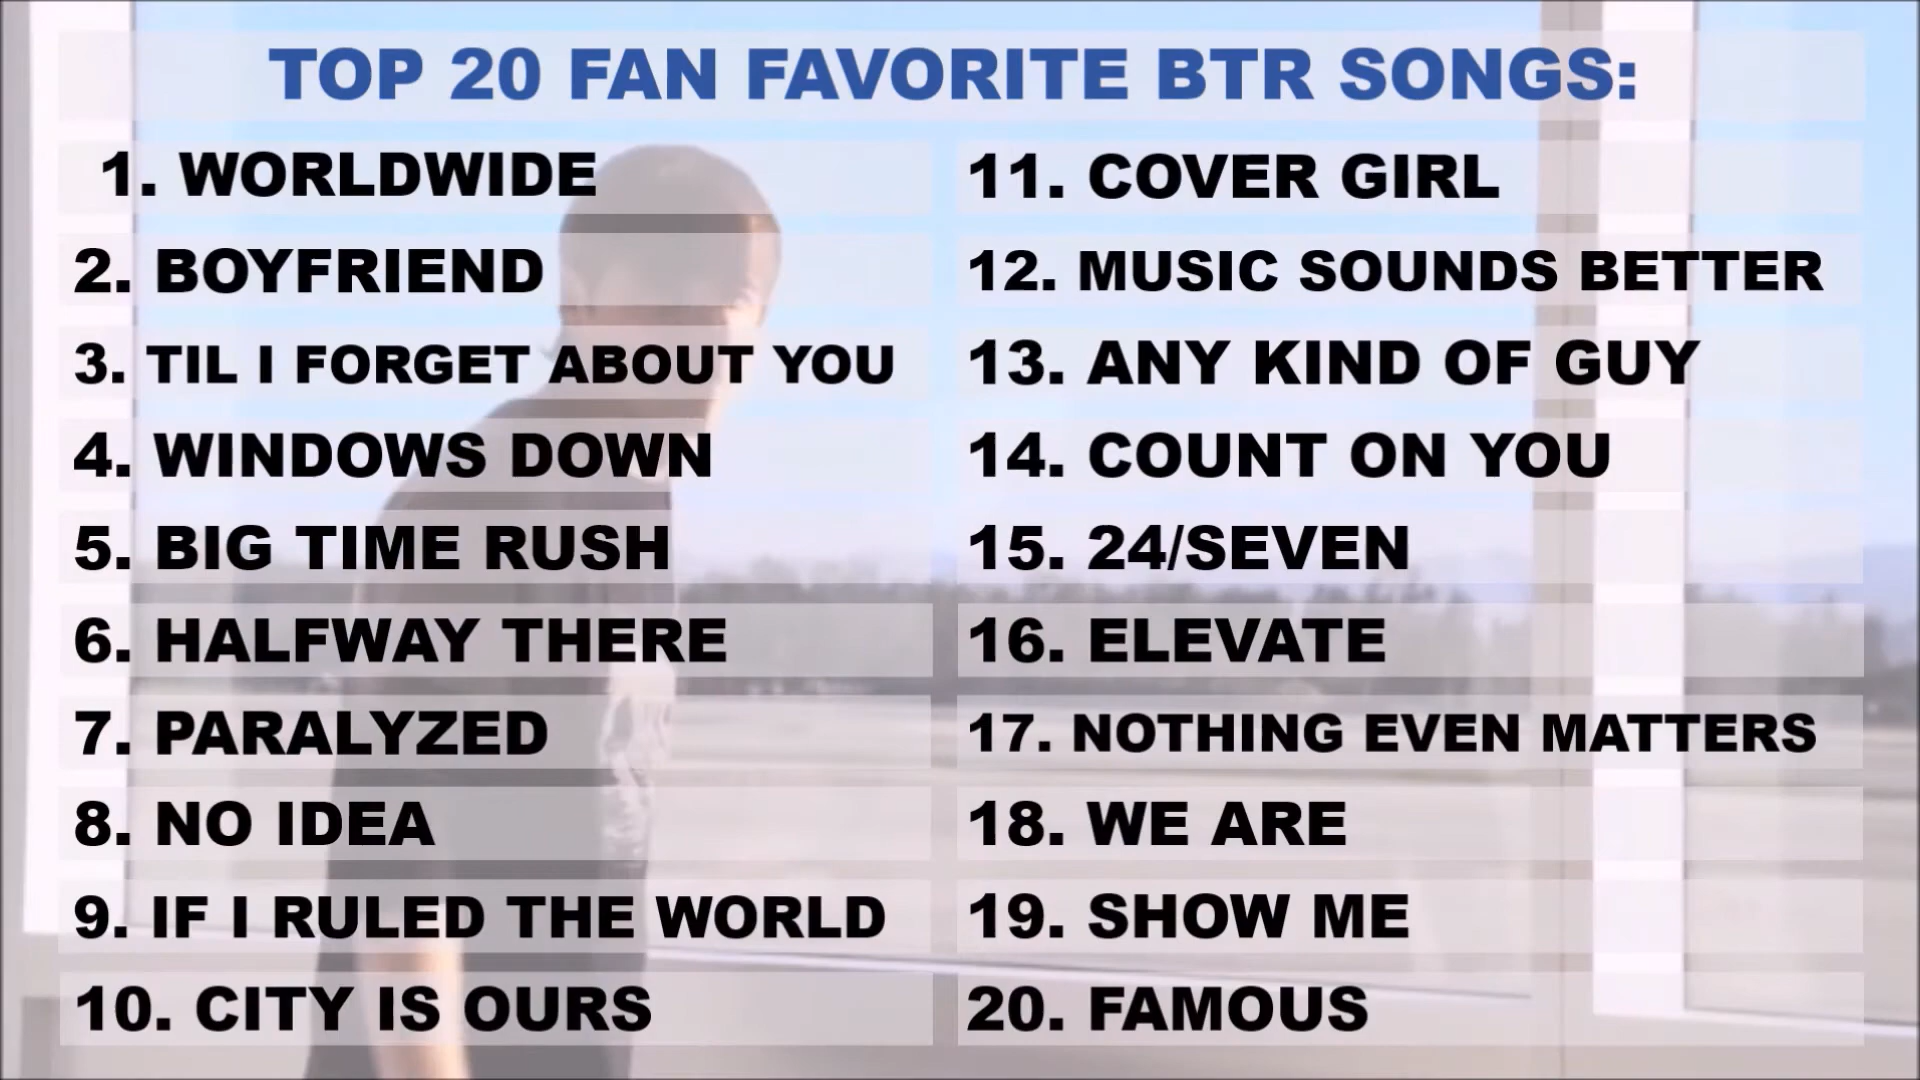 TOP 20 FAN FAVORITE BTR SONGS:
1. WORLDWIDE
2. BOYFRIEND
3. TIL I FORGET ABOUT YOU
4. WINDOWS DOWN
5. BIG TIME RUSH
6. HALFWAY THERE
7. PARALYZED
8. NO IDEA
9. IF I RULED THE WORLD
10. CITY IS OURS
11. COVER GIRL
12. MUSIC SOUNDS BETTER
13. ANY KIND OF GUY
14. COUNT ON YOU
15. 24/SEVEN
16. ELEVATE
17. NOTHING EVEN MATTERS
18. WE ARE
19. SHOW ME
20. FAMOUS